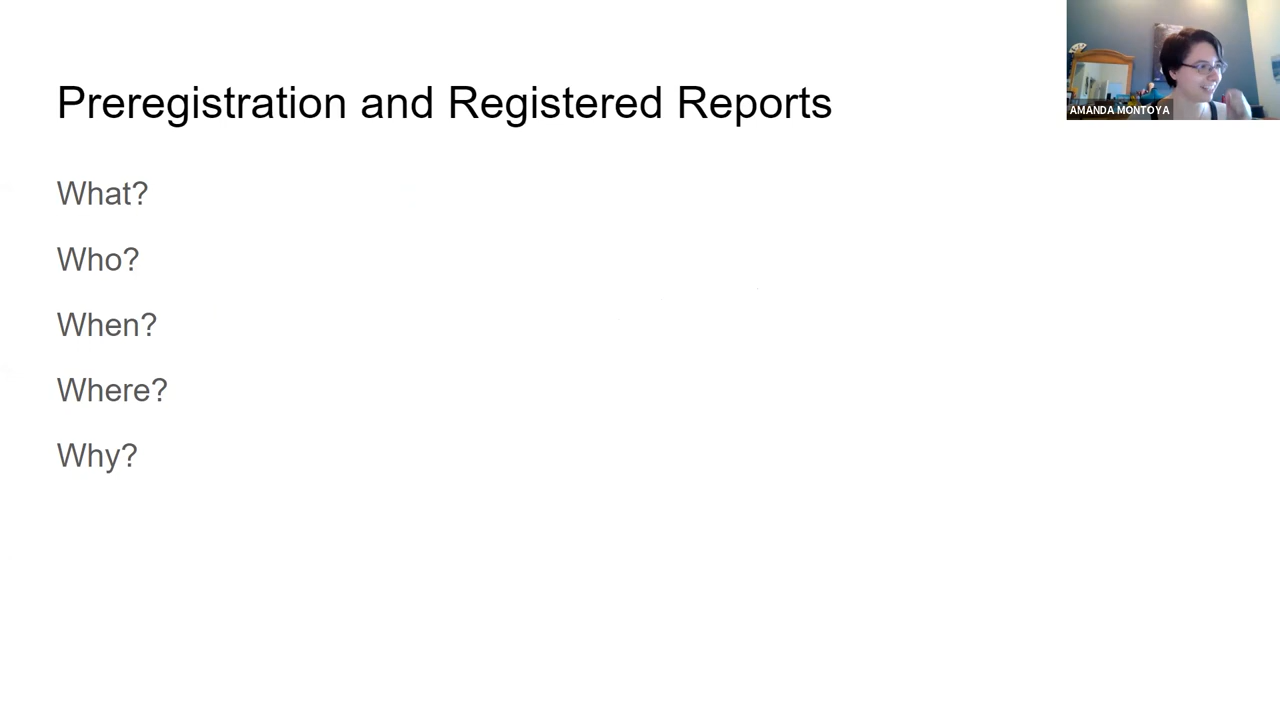 Preregistration and Registered Reports
AMANDA MONTOYA
What?
Who?
When?
Where?
Why?